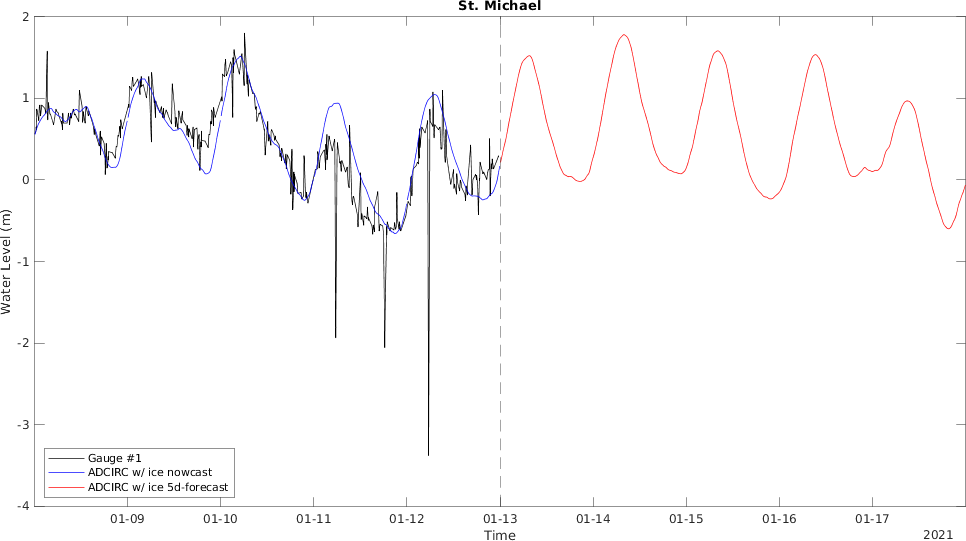 St. Michael
2
1
0
-1
-2
-3
-4
Water Level (m)
Gauge #1
ADCIRC w/ ice nowcast
ADCIRC w/ ice 5d-forecast
01-09
01-10
01-11
01-12
01-13
01-14
01-15
01-16
01-17
Time
2021